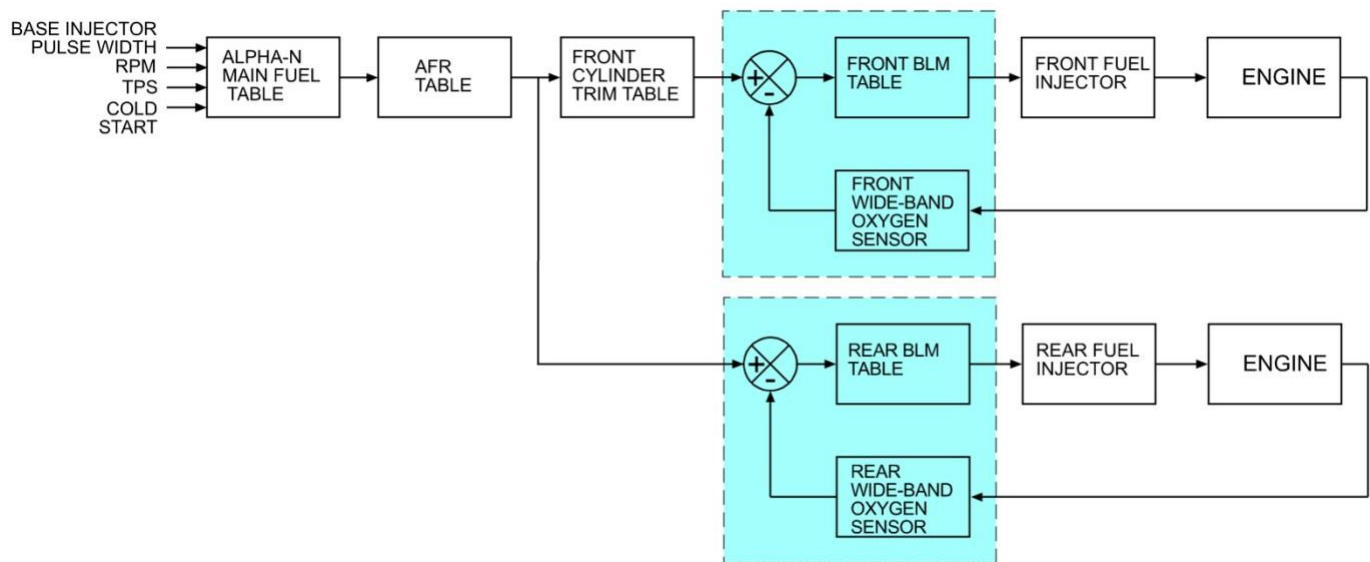 BASE INJECTOR
PULSE WIDTH
RPM
TPS
COLD
START
ALPHA-N
MAIN FUEL
TABLE
AFR
TABLE
FRONT
CYLINDER
TRIM TABLE
+
-
FRONT BLM
TABLE
FRONT FUEL
INJECTOR
ENGINE
FRONT
WIDE-BAND
OXYGEN
SENSOR
+
-
REAR BLM
TABLE
REAR FUEL
INJECTOR
ENGINE
REAR
WIDE-BAND
OXYGEN
SENSOR